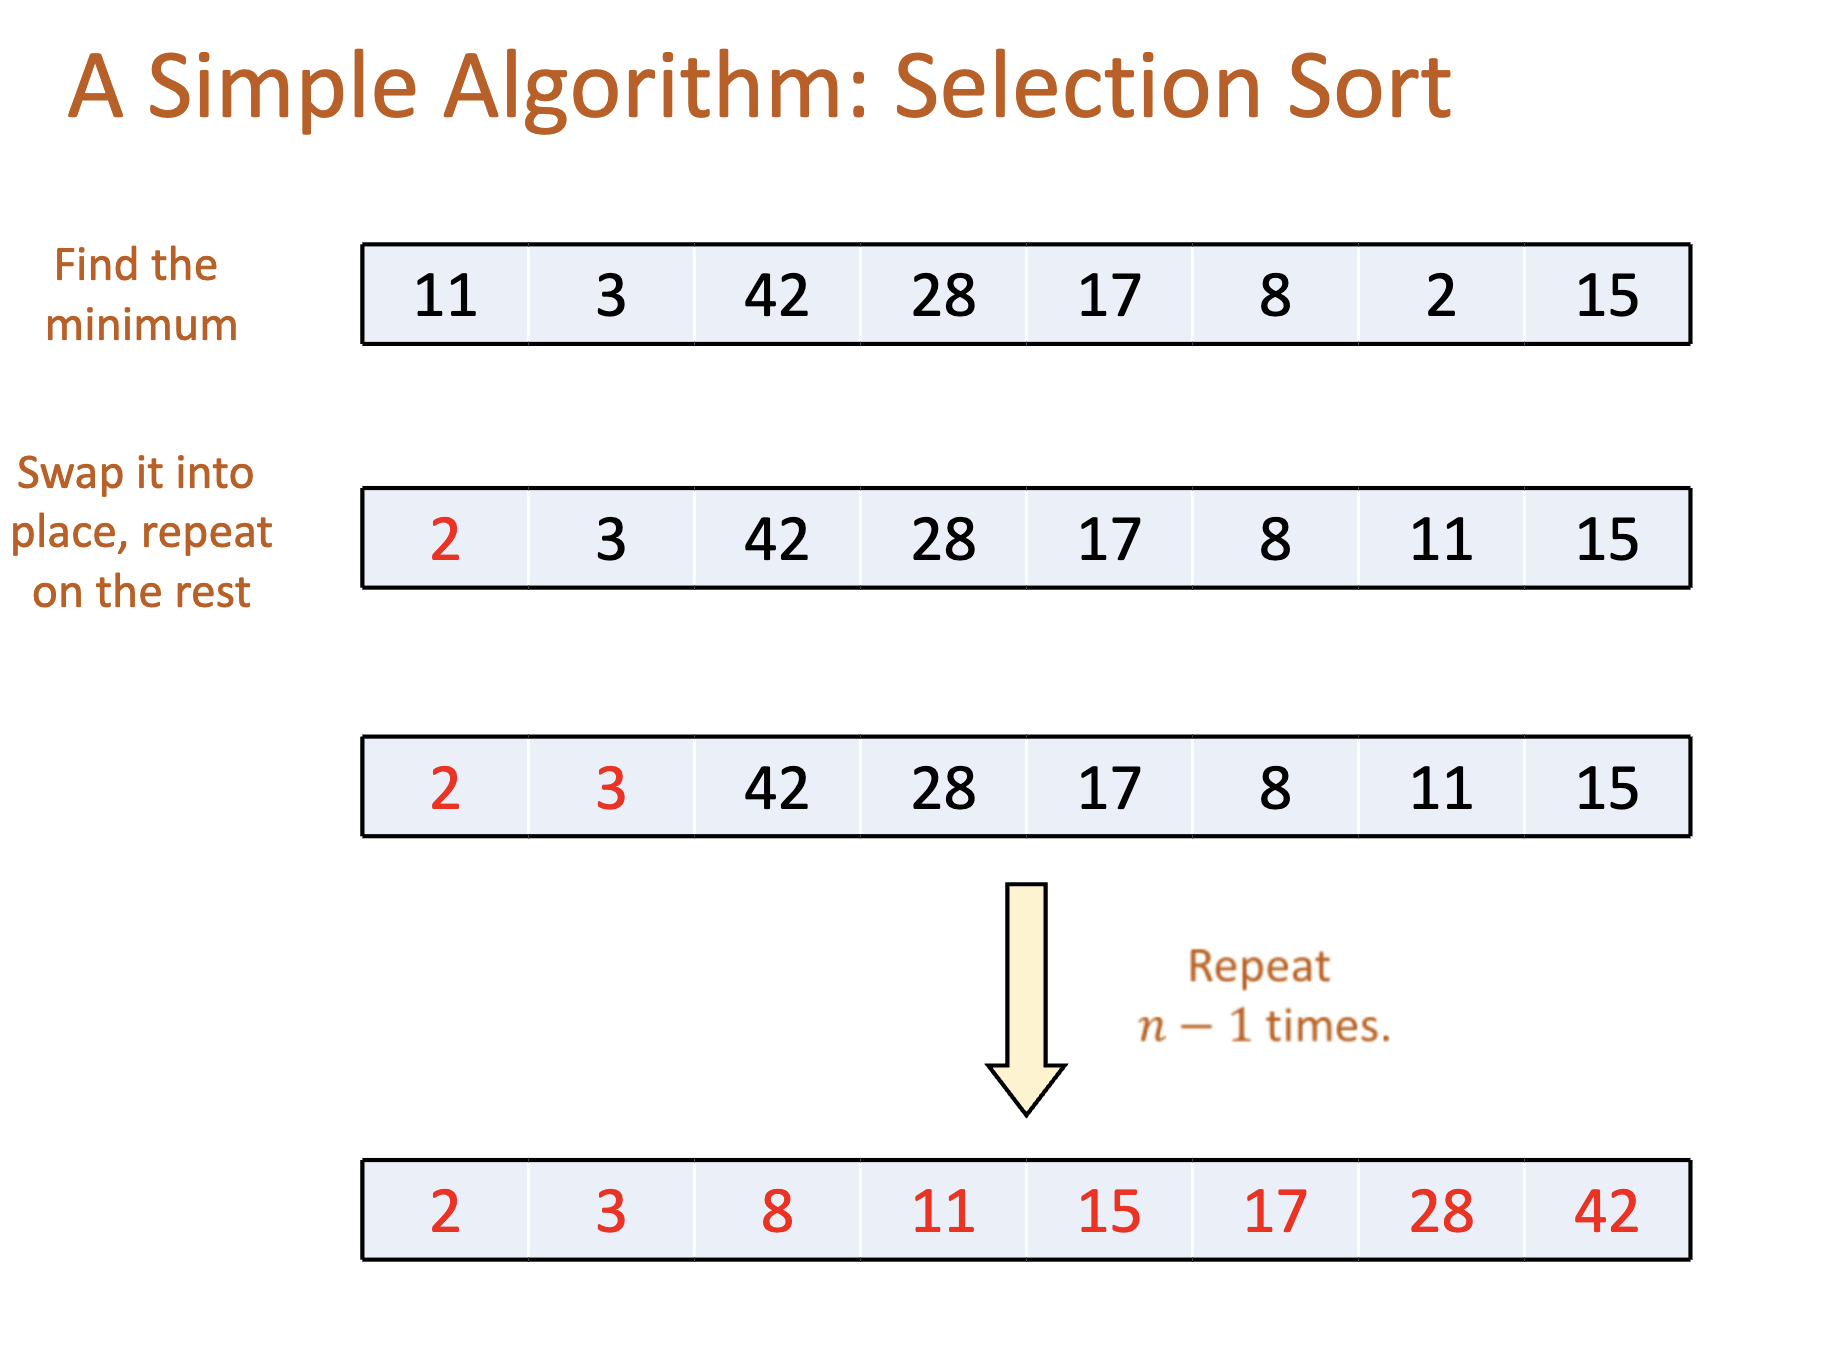 A Simple Algorithm: Selection Sort
Find the
minimum
11 3 42 28 17 8 2 15
Swap it into
place, repeat
on the rest
2 3 42 28 17 8 11 15
2 3 42 28 17 8 11 15
Repeat
n − 1 times.
2 3 8 11 15 17 28 42